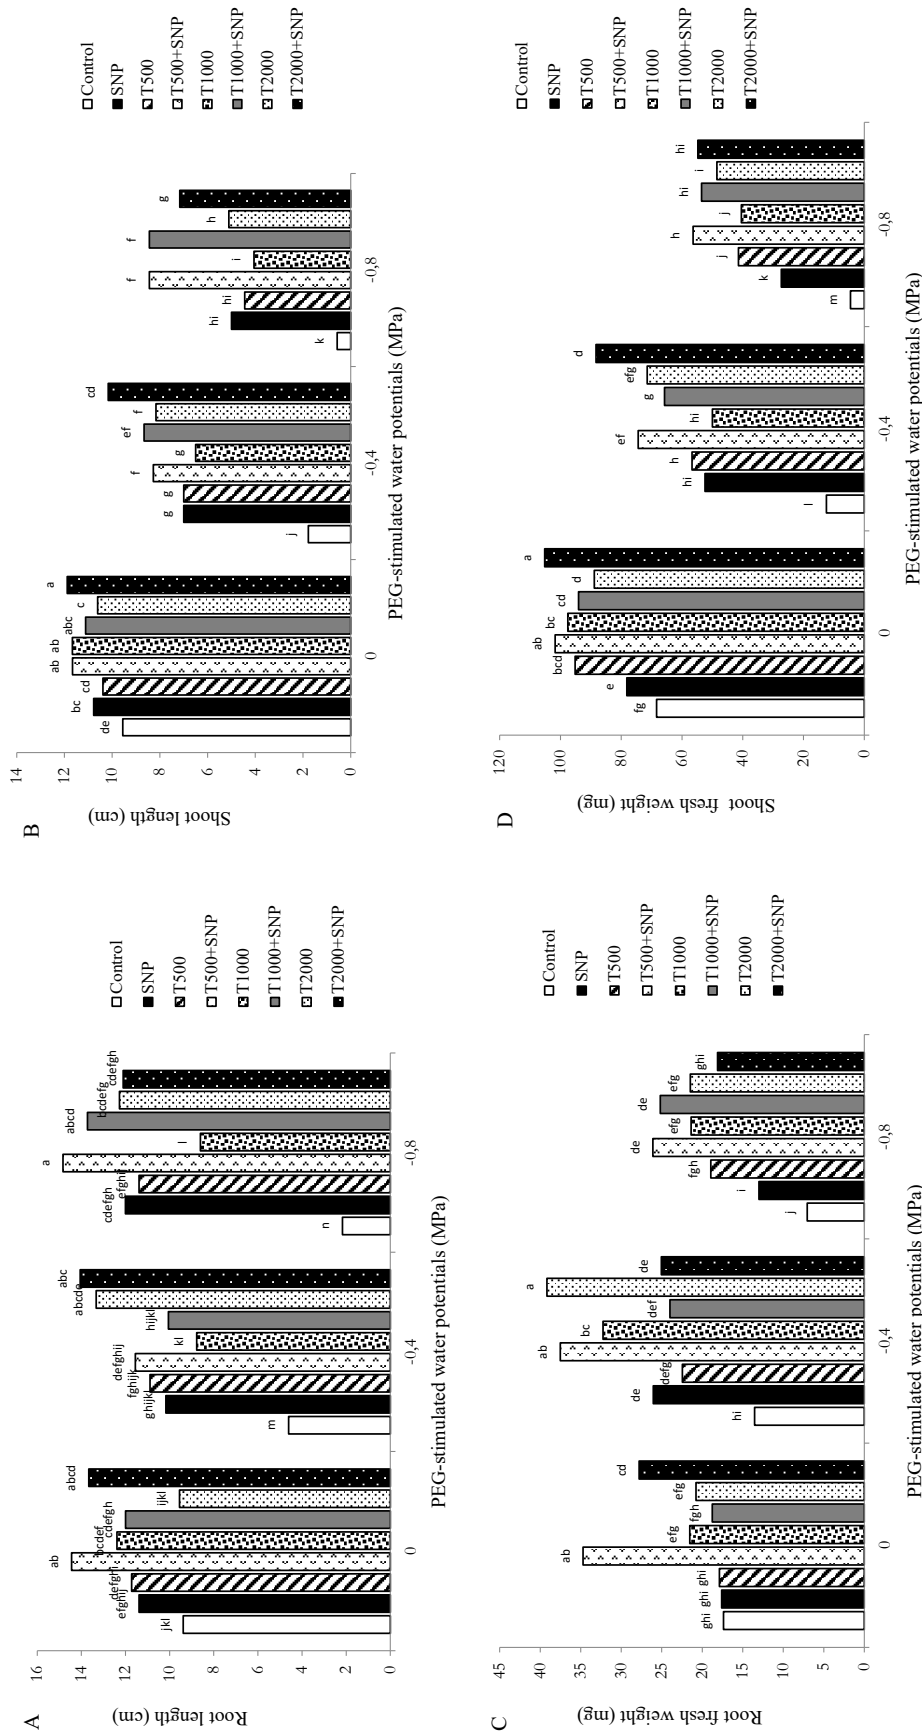 A
Root length (cm)
16
14
12
10
8
6
4
2
0
jkl
efghij
defghi
ab
bcdef
cdefgh
ijkl
abcd
m
ghijkl
fghijk
defghij
kl
hijkl
abcde
abc
n
cdefgh
efghij
a
l
abcd
bcdefg
cdefgh
0
-0,4
-0,8
PEG-stimulated water potentials (MPa)
Control
SNP
T500
T500+SNP
T1000
T1000+SNP
T2000
T2000+SNP
B
Shoot length (cm)
14
12
10
8
6
4
2
0
de
bc
cd
ab
ab
abc
c
a
j
g
g
f
g
ef
f
cd
k
hi
hi
f
i
f
h
g
0
-0,4
-0,8
PEG-stimulated water potentials (MPa)
Control
SNP
T500
T500+SNP
T1000
T1000+SNP
T2000
T2000+SNP
C
Root fresh weight (mg)
45
40
35
30
25
20
15
10
5
0
ghi
ghi
ghi
ab
efg
fgh
efg
cd
hi
de
defg
ab
bc
def
a
de
j
i
fgh
de
efg
de
efg
ghi
0
-0,4
-0,8
PEG-stimulated water potentials (MPa)
Control
SNP
T500
T500+SNP
T1000
T1000+SNP
T2000
T2000+SNP
D
Shoot fresh weight (mg)
120
100
80
60
40
20
0
fg
e
bcd
ab
bc
cd
d
a
l
hi
h
ef
hi
g
efg
d
m
k
j
h
j
hi
i
hi
0
-0,4
-0,8
PEG-stimulated water potentials (MPa)
Control
SNP
T500
T500+SNP
T1000
T1000+SNP
T2000
T2000+SNP